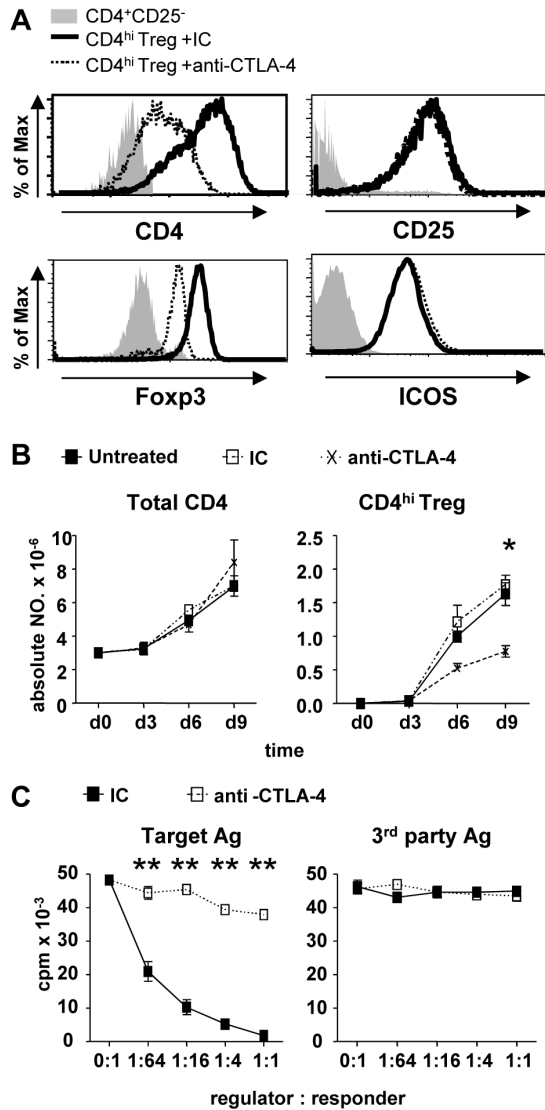 A
CD4⁺CD25⁻
CD4ʰⁱ Treg +IC
CD4ʰⁱ Treg +anti-CTLA-4
% of Max
CD4
CD25
% of Max
Foxp3
ICOS
B
Untreated IC anti-CTLA-4
Total CD4
CD4ʰⁱ Treg
absolute NO. x 10⁻⁶
10
8
6
4
2
0
d0 d3 d6 d9
2.5
2.0
1.5
1.0
0.5
0.0
*
d0 d3 d6 d9
time
C
IC anti -CTLA-4
Target Ag
3ʳᵈ party Ag
cpm x 10⁻³
50
40
30
20
10
0
** ** ** **
0:1 1:64 1:16 1:4 1:1
50
40
30
20
10
0
0:1 1:64 1:16 1:4 1:1
regulator : responder